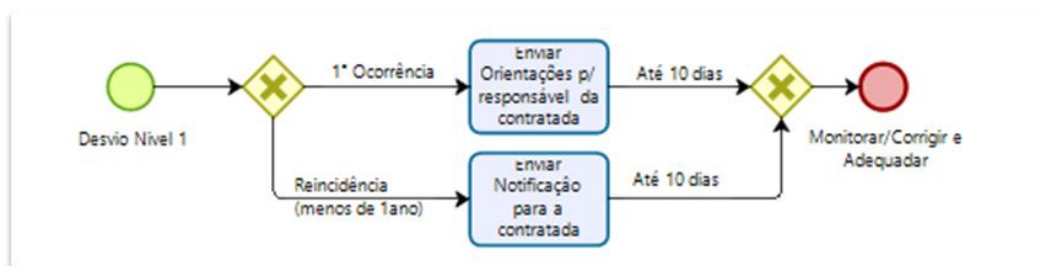 Desvio Nivel 1
1ª Ocorrência
Enviar
Orientações p/
responsável da
contratada
Até 10 dias
Monitorar/Corrigir e
Adequadar
Reincidência
(menos de 1ano)
Enviar
Notificação
para a
contratada
Até 10 dias